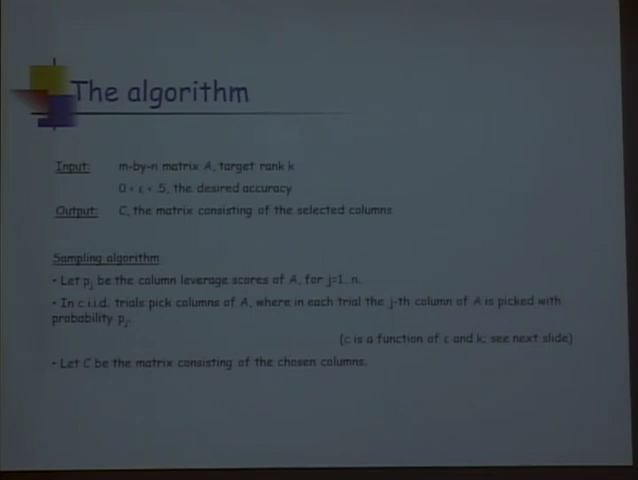 The algorithm
Input: m-by-n matrix A, target rank k
0 < ε < .5, the desired accuracy
Output: C, the matrix consisting of the selected columns
Sampling algorithm
• Let pj be the column leverage scores of A, for j=1..n.
• In c i.i.d. trials pick columns of A, where in each trial the j-th column of A is picked with
probability pj.
(c is a function of ε and k; see next slide)
• Let C be the matrix consisting of the chosen columns.